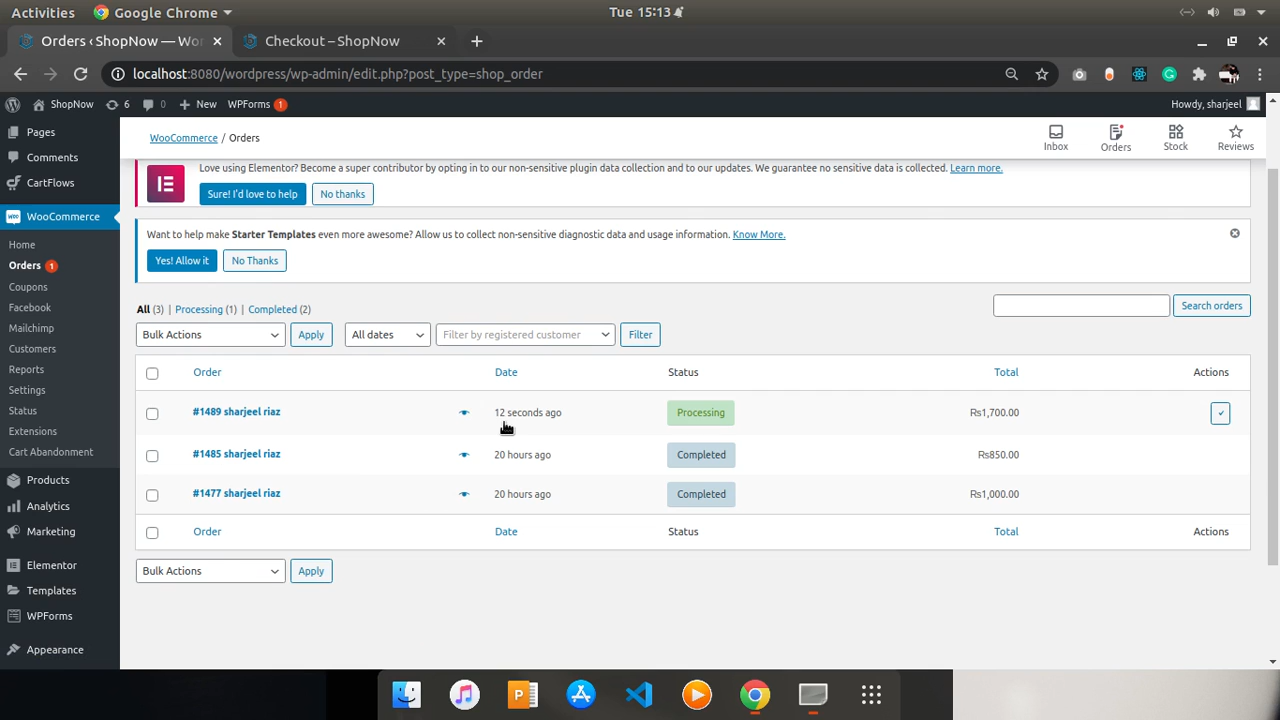 Activities Google Chrome Tue 15:13
Orders ‹ ShopNow — Wor Checkout – ShopNow
localhost:8080/wordpress/wp-admin/edit.php?post_type=shop_order
ShopNow 6 0 New WPForms 1 Howdy, sharjeel
Pages
Comments
CartFlows
WooCommerce
Home
Orders 1
Coupons
Facebook
Mailchimp
Customers
Reports
Settings
Status
Extensions
Cart Abandonment
Products
Analytics
Marketing
Elementor
Templates
WPForms
Appearance
WooCommerce / Orders
Inbox Orders Stock Reviews
Love using Elementor? Become a super contributor by opting in to our non-sensitive plugin data collection and to our updates. We guarantee no sensitive data is collected. Learn more.
Sure! I'd love to help No thanks
Want to help make Starter Templates even more awesome? Allow us to collect non-sensitive diagnostic data and usage information. Know More.
Yes! Allow it No Thanks
All (3) | Processing (1) | Completed (2) Search orders
Bulk Actions Apply All dates Filter by registered customer Filter
Order Date Status Total Actions
#1489 sharjeel riaz 12 seconds ago Processing Rs1,700.00
#1485 sharjeel riaz 20 hours ago Completed Rs850.00
#1477 sharjeel riaz 20 hours ago Completed Rs1,000.00
Order Date Status Total Actions
Bulk Actions Apply
P